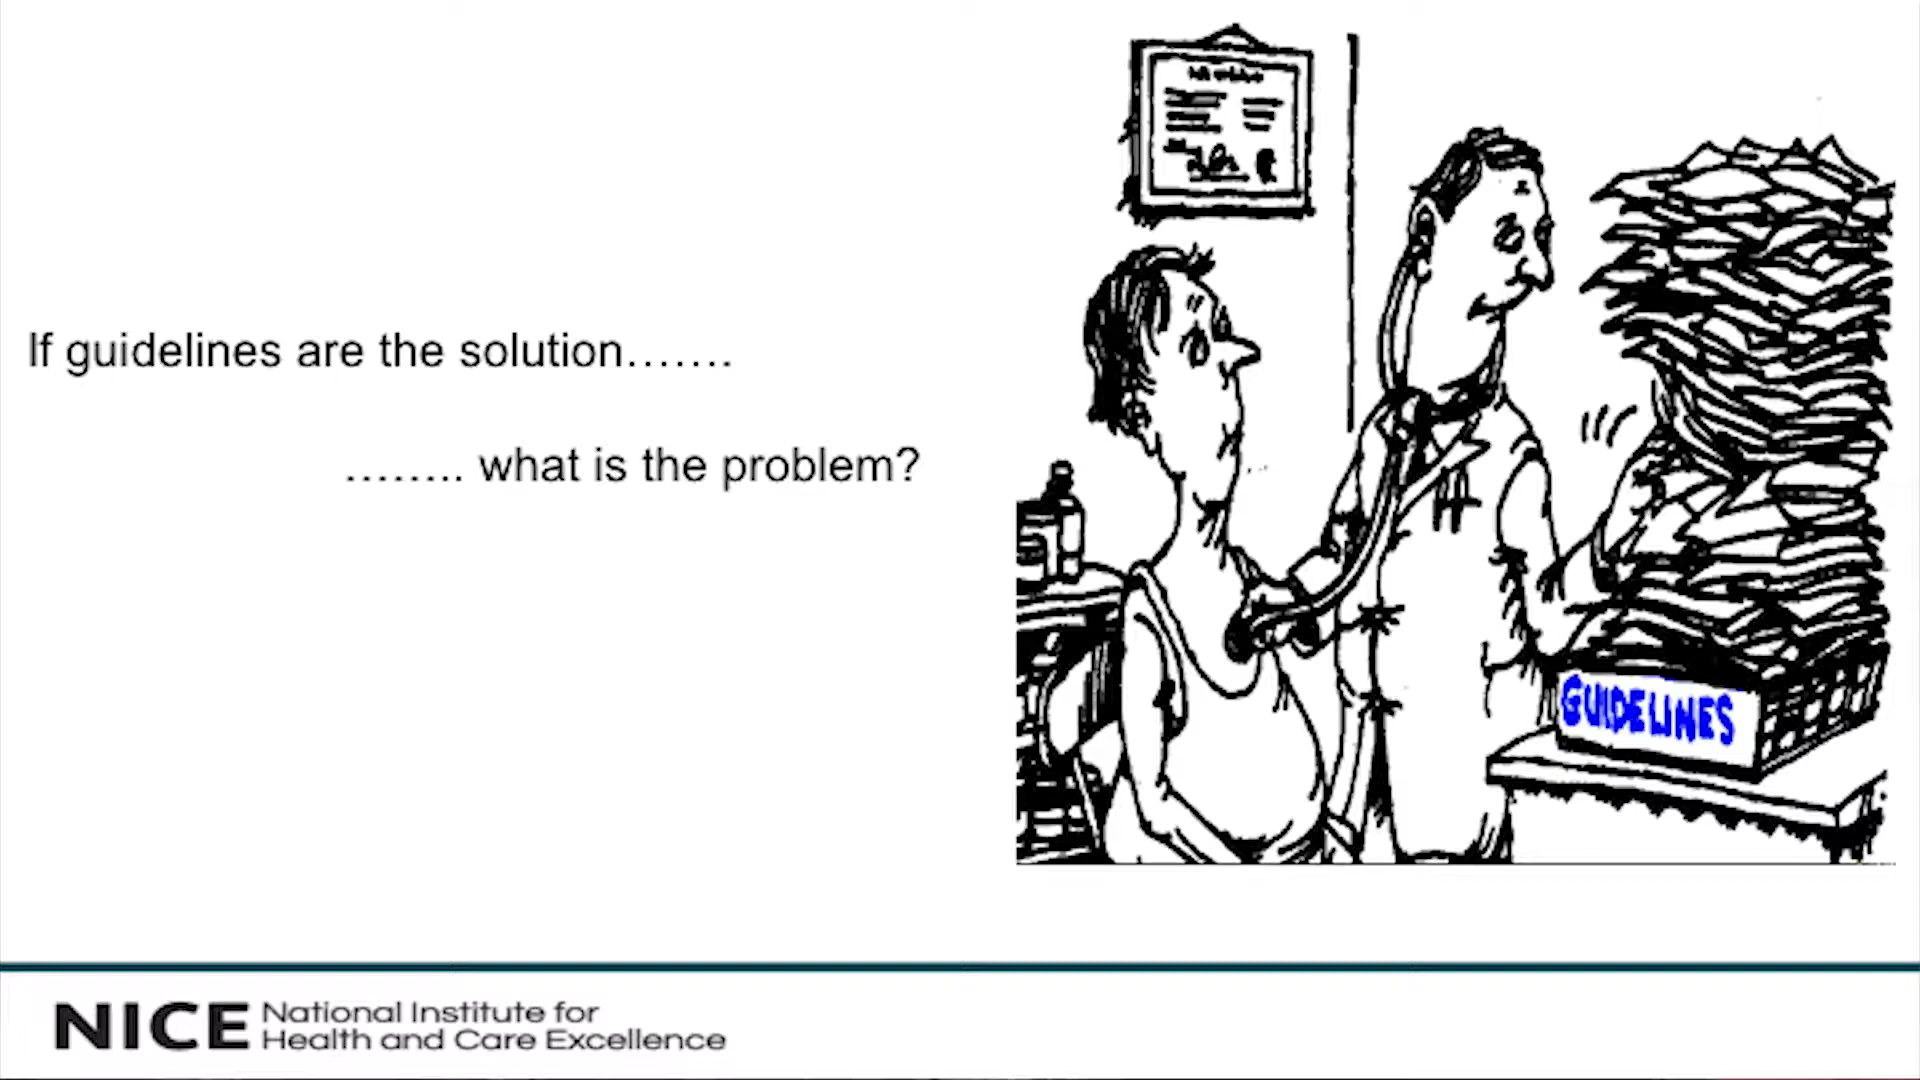 If guidelines are the solution.......
........ what is the problem?
GUIDELINES
NICE National Institute for
Health and Care Excellence